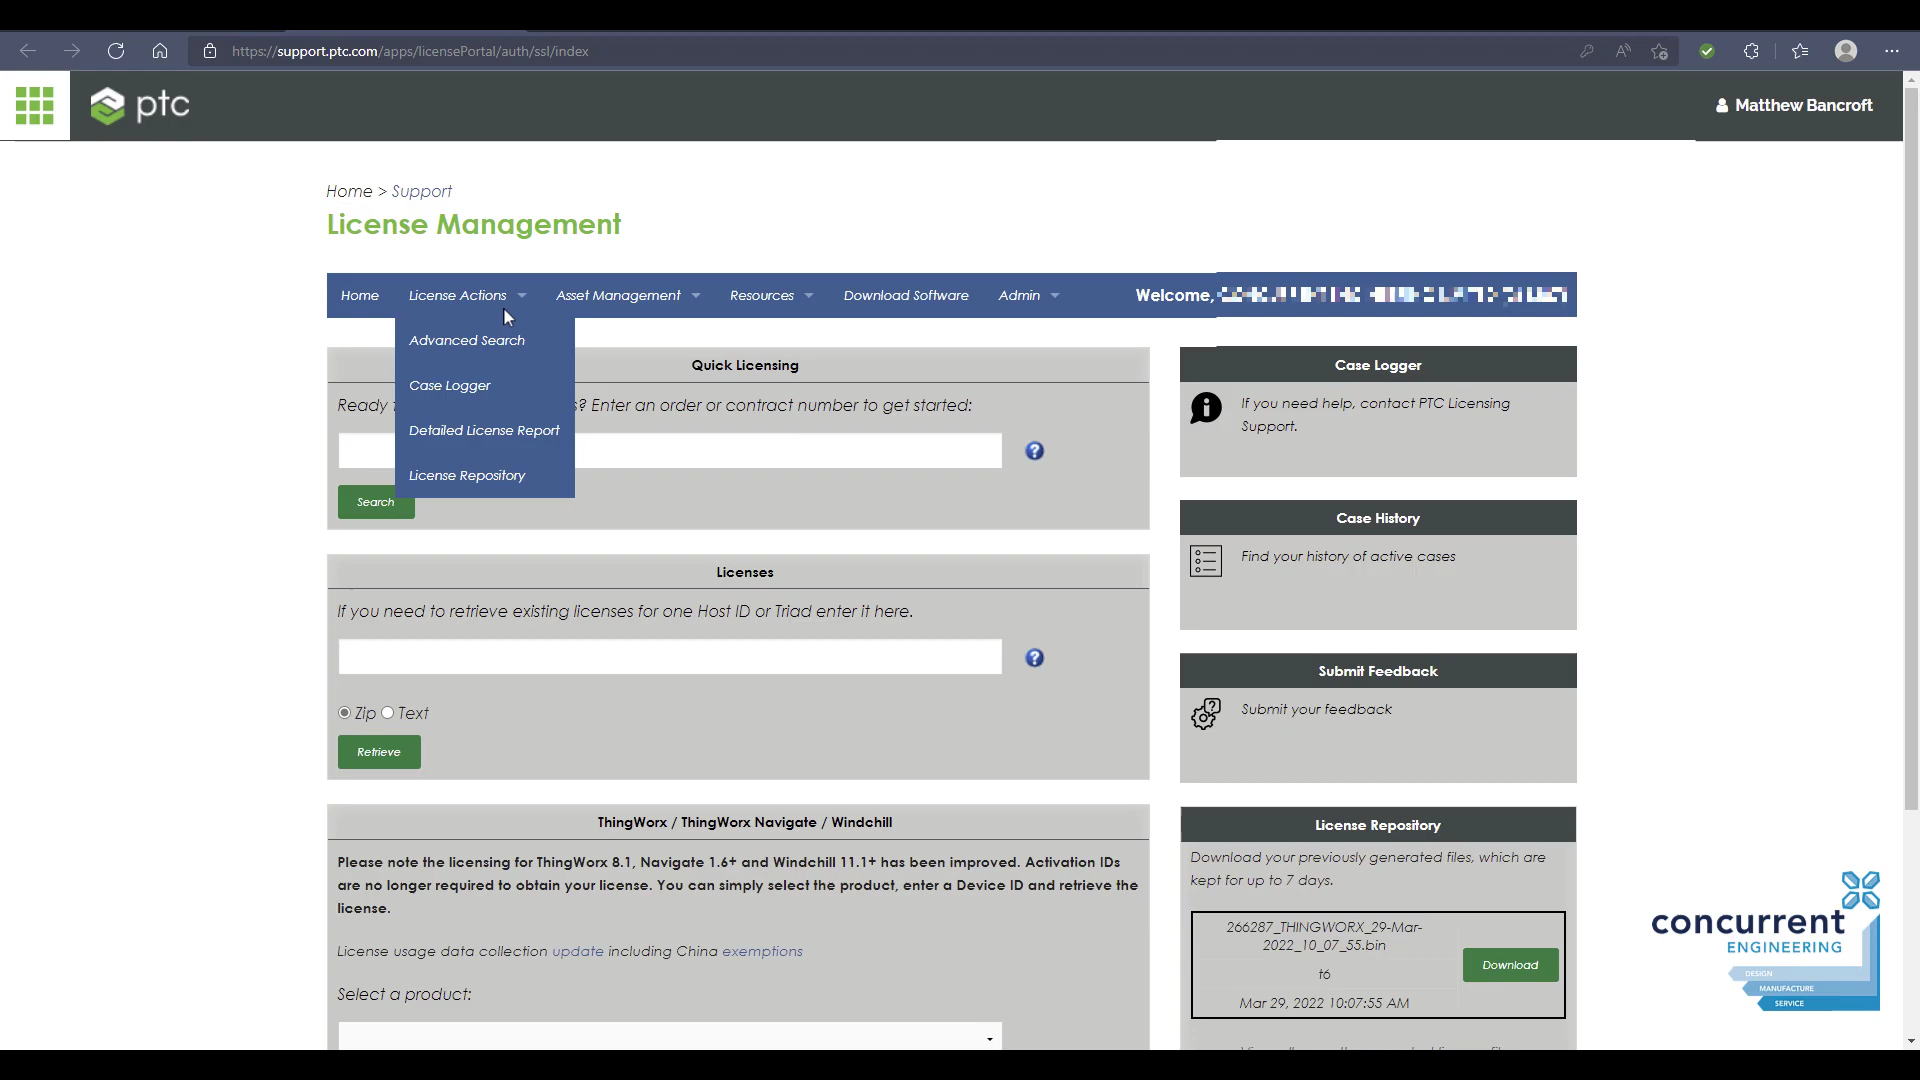 https://support.ptc.com/apps/licensePortal/auth/ssl/index
ptc
Matthew Bancroft
Home > Support
License Management
Home License Actions Asset Management Resources Download Software Admin Welcome,
Advanced Search
Case Logger
Detailed License Report
License Repository
Quick Licensing
Ready ? Enter an order or contract number to get started:
Search
Licenses
If you need to retrieve existing licenses for one Host ID or Triad enter it here.
Zip Text
Retrieve
ThingWorx / ThingWorx Navigate / Windchill
Please note the licensing for ThingWorx 8.1, Navigate 1.6+ and Windchill 11.1+ has been improved. Activation IDs
are no longer required to obtain your license. You can simply select the product, enter a Device ID and retrieve the
license.
License usage data collection update including China exemptions
Select a product:
Case Logger
If you need help, contact PTC Licensing
Support.
Case History
Find your history of active cases
Submit Feedback
Submit your feedback
License Repository
Download your previously generated files, which are
kept for up to 7 days.
266287_THINGWORX_29-Mar-
2022_10_07_55.bin
t6
Mar 29, 2022 10:07:55 AM
Download
concurrent
ENGINEERING
DESIGN
MANUFACTURE
SERVICE